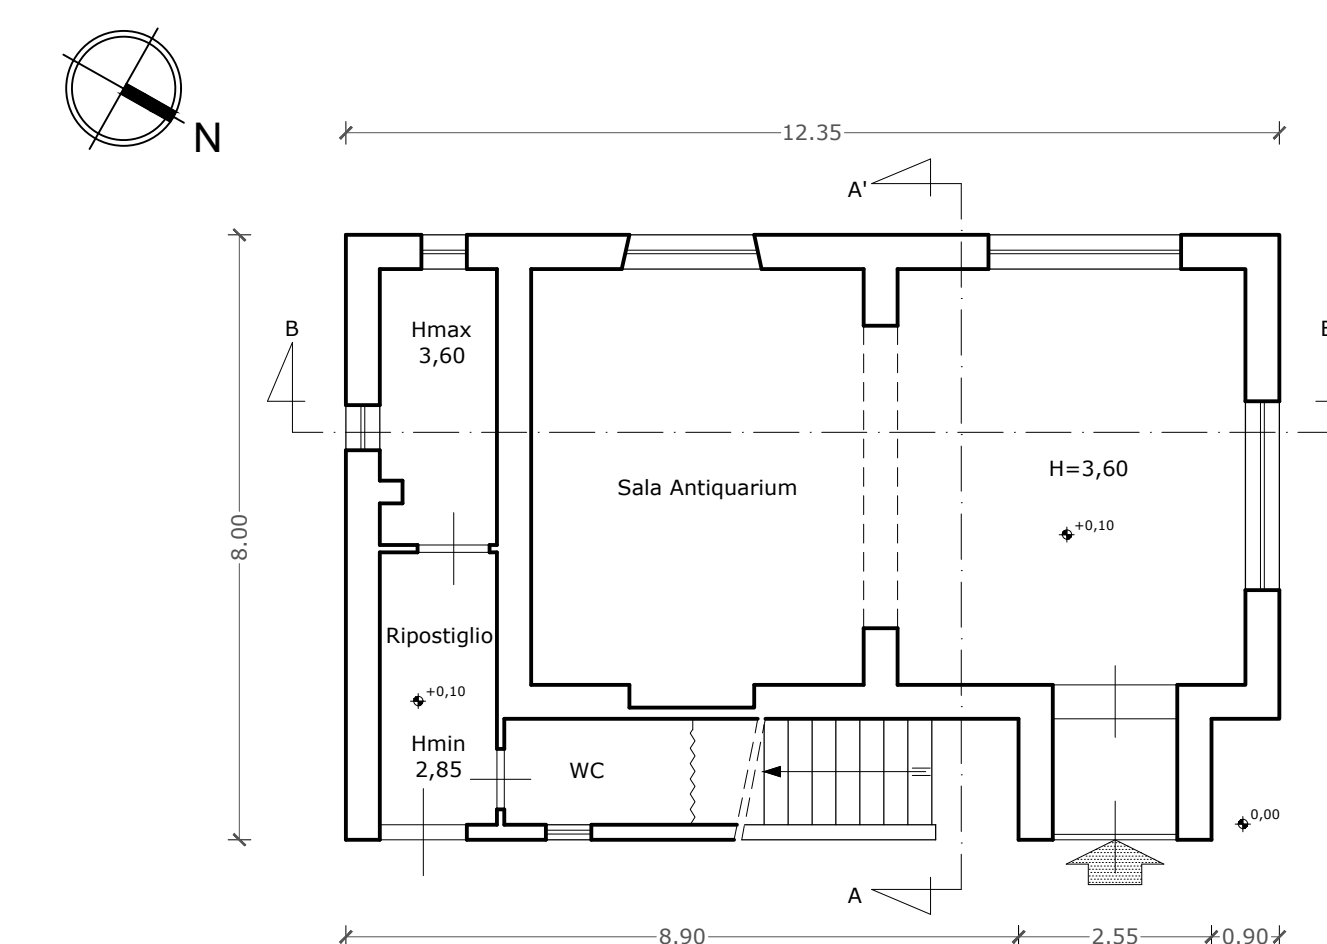 N
12.35
A'
B
Hmax
3,60
H=3,60
Sala Antiquarium
+0,10
8.00
Ripostiglio
+0,10
Hmin
2,85
WC
0,00
A
8.90
2.55
0.90